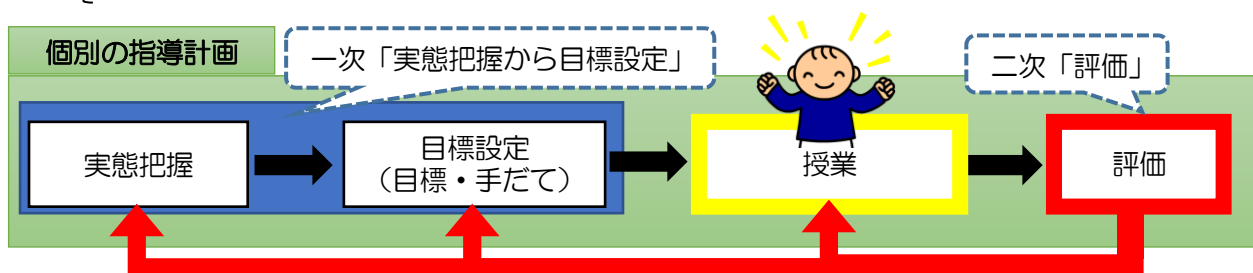 個別の指導計画
一次「実態把握から目標設定」
二次「評価」
実態把握
目標設定
（目標・手だて）
授業
評価